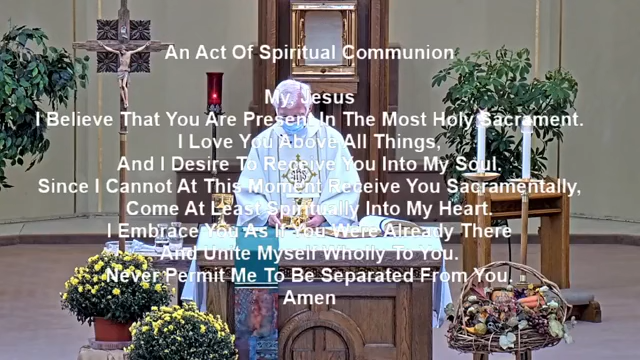 An Act Of Spiritual Communion
My, Jesus
I Believe That You Are Present In The Most Holy Sacrament.
I Love You Above All Things,
And I Desire To Receive You Into My Soul.
Since I Cannot At This Moment Receive You Sacramentally,
Come At Least Spiritually Into My Heart.
I Embrace You As If You Were Already There
And Unite Myself Wholly To You.
Never Permit Me To Be Separated From You.
Amen